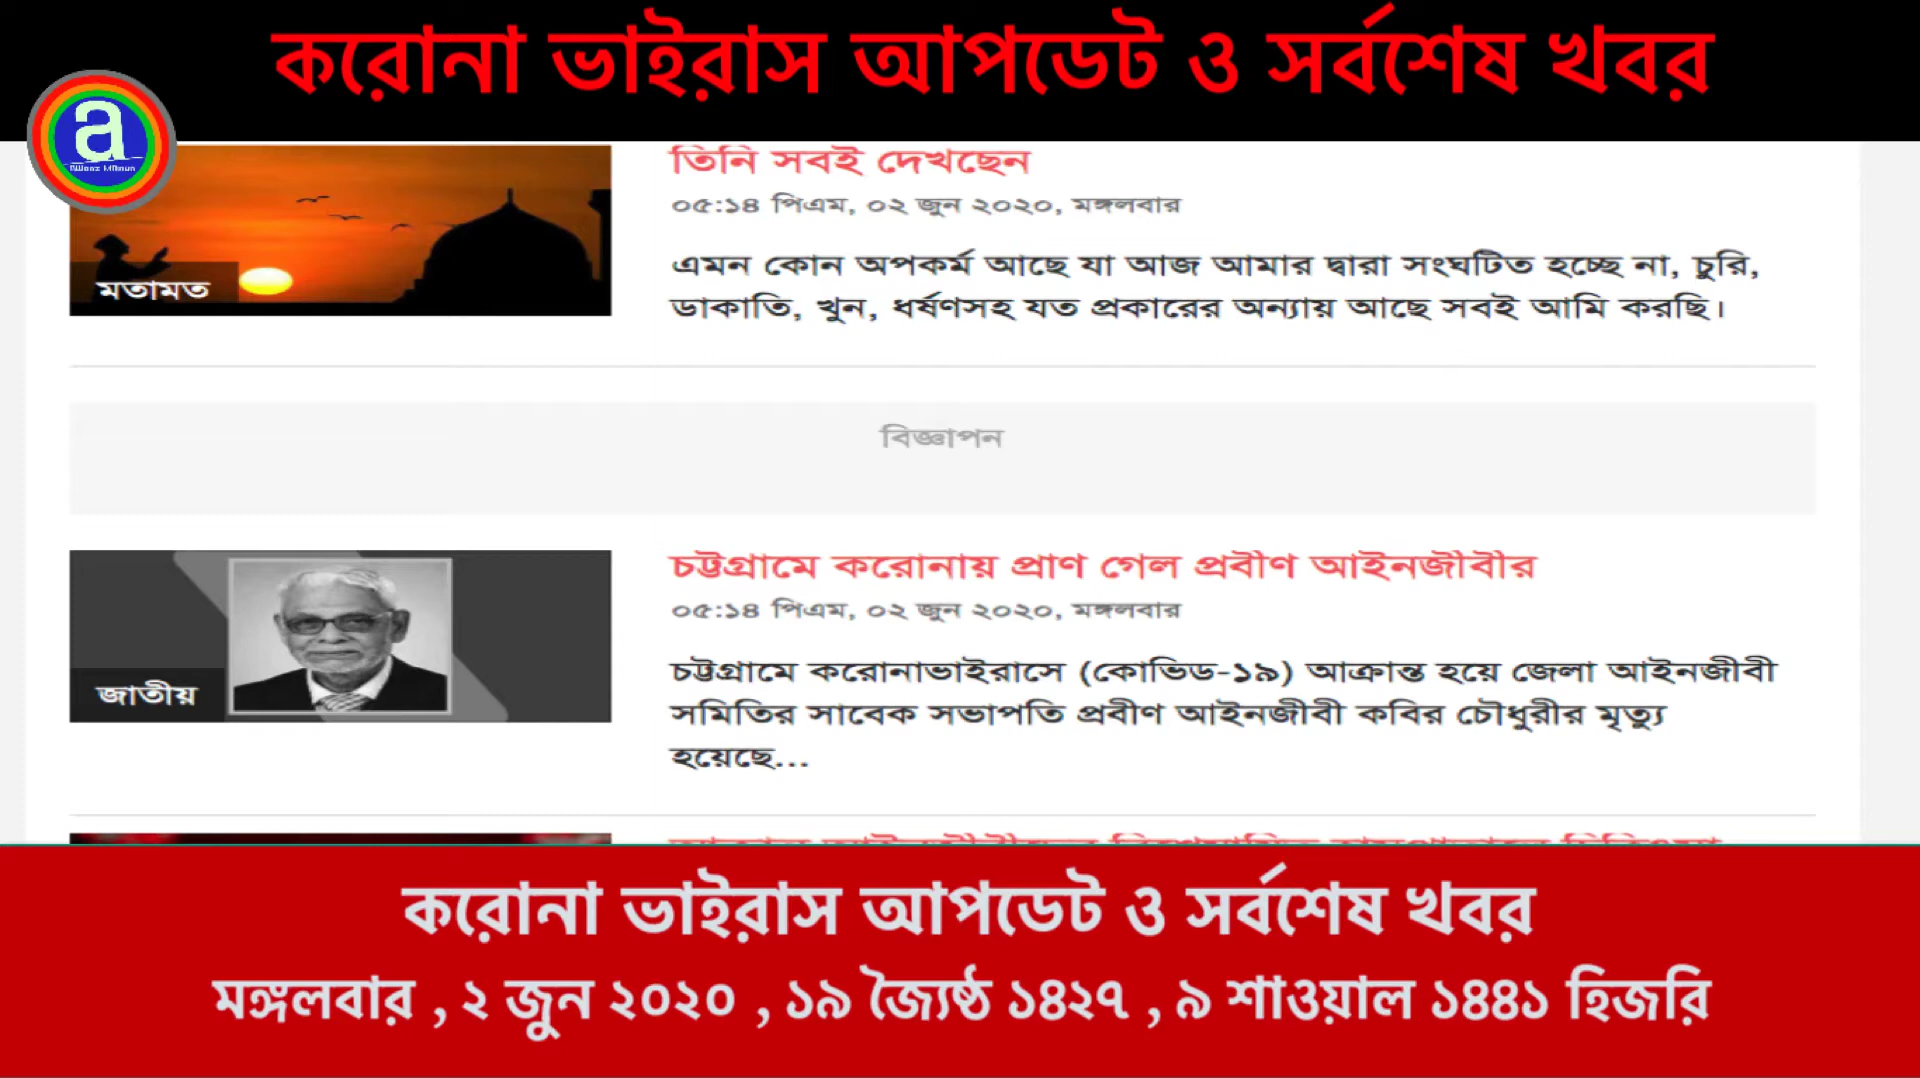 করোনা ভাইরাস আপডেট ও সর্বশেষ খবর
a
তিনি সবই দেখছেন
০৫:১৪ পিএম, ০২ জুন ২০২০, মঙ্গলবার
এমন কোন অপকর্ম আছে যা আজ আমার দ্বারা সংঘটিত হচ্ছে না, চুরি,
ডাকাতি, খুন, ধর্ষণসহ যত প্রকারের অন্যায় আছে সবই আমি করছি।
মতামত
বিজ্ঞাপন
চট্টগ্রামে করোনায় প্রাণ গেল প্রবীণ আইনজীবীর
০৫:১৪ পিএম, ০২ জুন ২০২০, মঙ্গলবার
চট্টগ্রামে করোনাভাইরাসে (কোভিড-১৯) আক্রান্ত হয়ে জেলা আইনজীবী
সমিতির সাবেক সভাপতি প্রবীণ আইনজীবী কবির চৌধুরীর মৃত্যু
হয়েছে...
জাতীয়
করোনা ভাইরাস আপডেট ও সর্বশেষ খবর
মঙ্গলবার , ২ জুন ২০২০ , ১৯ জ্যৈষ্ঠ ১৪২৭ , ৯ শাওয়াল ১৪৪১ হিজরি